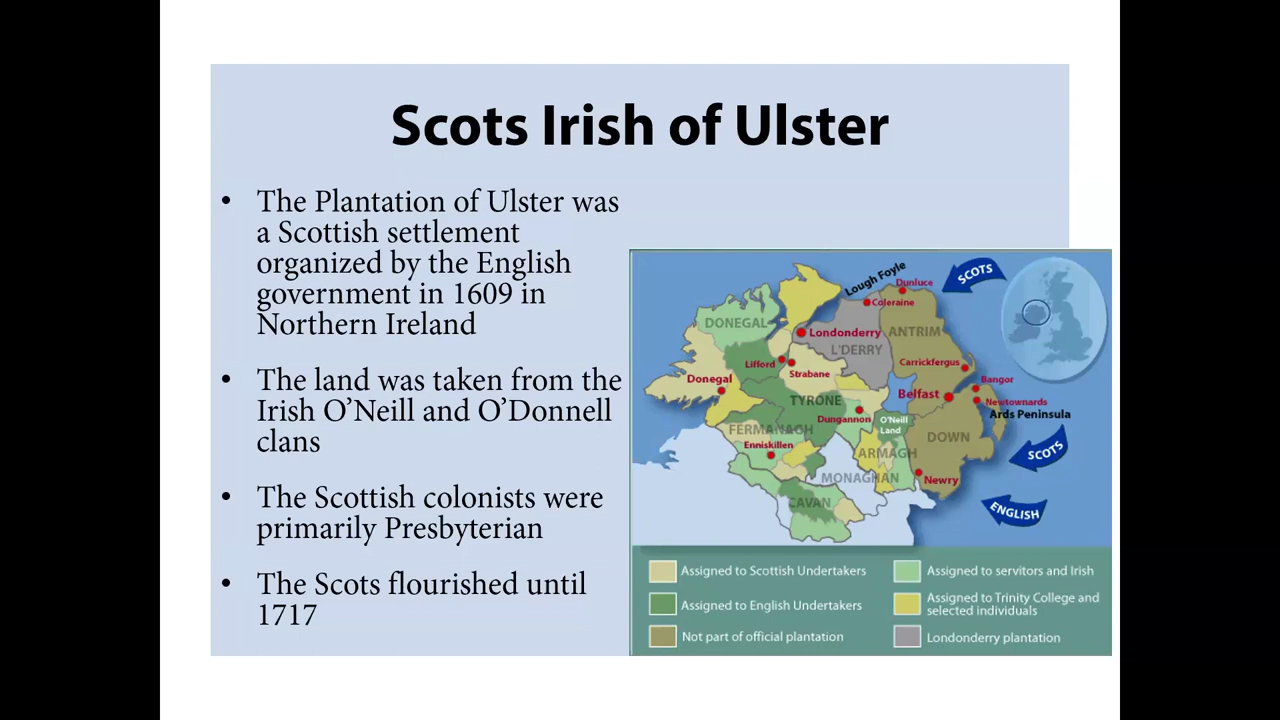 Scots Irish of Ulster
• The Plantation of Ulster was
a Scottish settlement
organized by the English
government in 1609 in
Northern Ireland
• The land was taken from the
Irish O’Neill and O’Donnell
clans
• The Scottish colonists were
primarily Presbyterian
• The Scots flourished until
1717
SCOTS
Lough Foyle
Dunluce
Coleraine
DONEGAL
Londonderry
ANTRIM
L'DERRY
Lifford
Strabane
Carrickfergus
Donegal
Bangor
Belfast
Newtownards
TYRONE
Ards Peninsula
Dungannon
O'Neill
Land
FERMANAGH
DOWN
Enniskillen
ARMAGH
SCOTS
MONAGHAN
Newry
CAVAN
ENGLISH
Assigned to Scottish Undertakers
Assigned to English Undertakers
Not part of official plantation
Assigned to servitors and Irish
Assigned to Trinity College and
selected individuals
Londonderry plantation